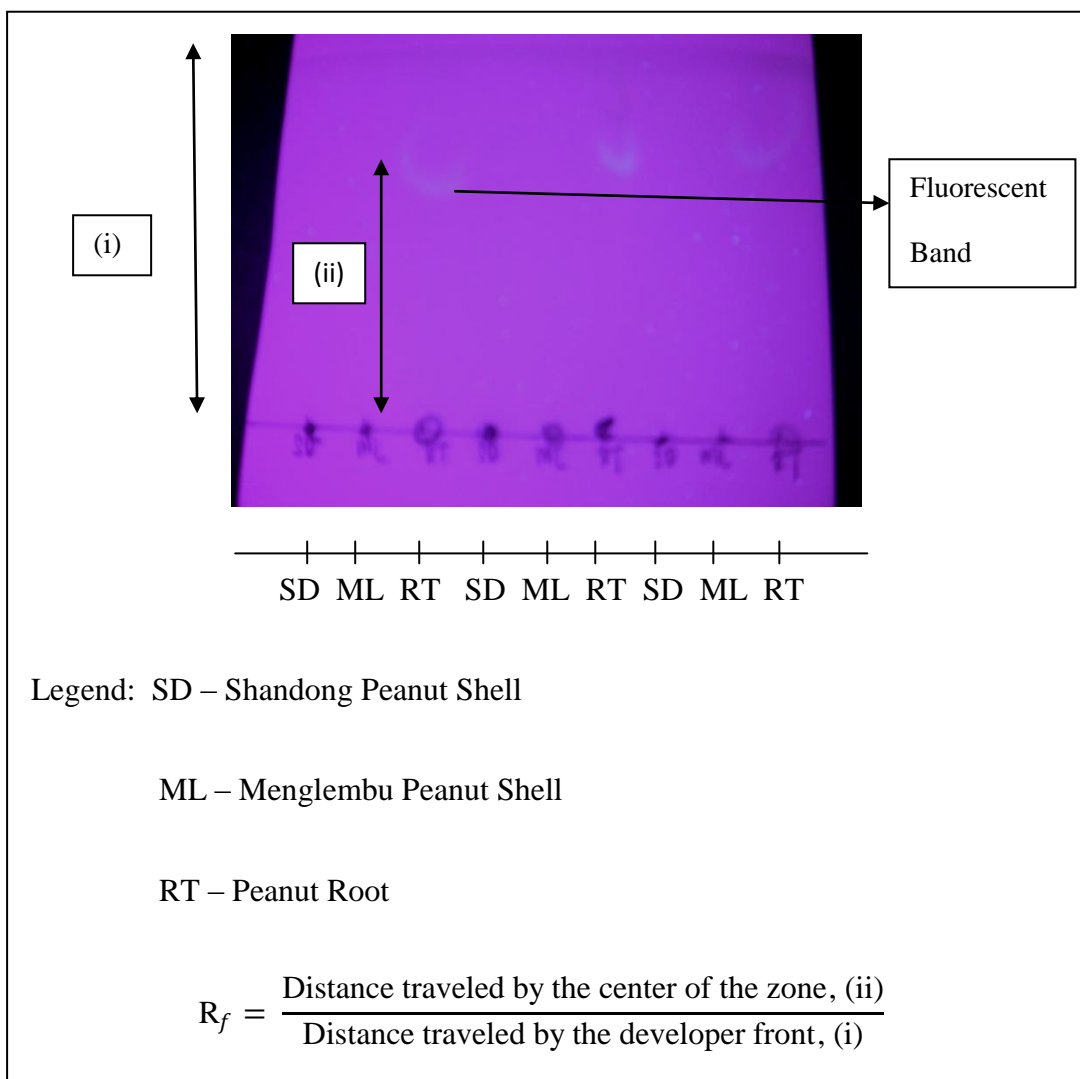 (i)
(ii)
Fluorescent
Band
SD ML RT SD ML RT SD ML RT
Legend: SD – Shandong Peanut Shell
ML – Menglembu Peanut Shell
RT – Peanut Root
R𝑓 = Distance traveled by the center of the zone, (ii)
Distance traveled by the developer front, (i)